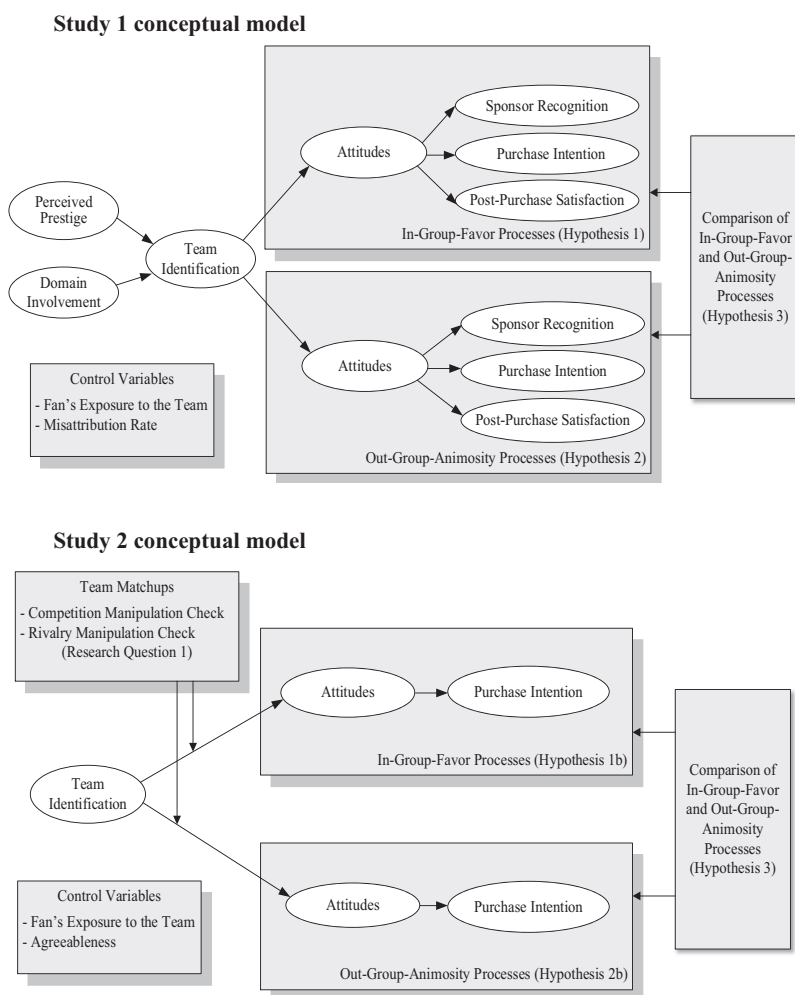 Study 1 conceptual model
Sponsor Recognition
Attitudes
Purchase Intention
Post-Purchase Satisfaction
In-Group-Favor Processes (Hypothesis 1)
Perceived
Prestige
Team
Identification
Domain
Involvement
Comparison of
In-Group-Favor
and Out-Group-
Animosity
Processes
(Hypothesis 3)
Sponsor Recognition
Attitudes
Purchase Intention
Post-Purchase Satisfaction
Out-Group-Animosity Processes (Hypothesis 2)
Control Variables
- Fan's Exposure to the Team
- Misattribution Rate
Study 2 conceptual model
Team Matchups
- Competition Manipulation Check
- Rivalry Manipulation Check
(Research Question 1)
Attitudes
Purchase Intention
In-Group-Favor Processes (Hypothesis 1b)
Team
Identification
Comparison of
In-Group-Favor
and Out-Group-
Animosity
Processes
(Hypothesis 3)
Attitudes
Purchase Intention
Out-Group-Animosity Processes (Hypothesis 2b)
Control Variables
- Fan's Exposure to the Team
- Agreeableness